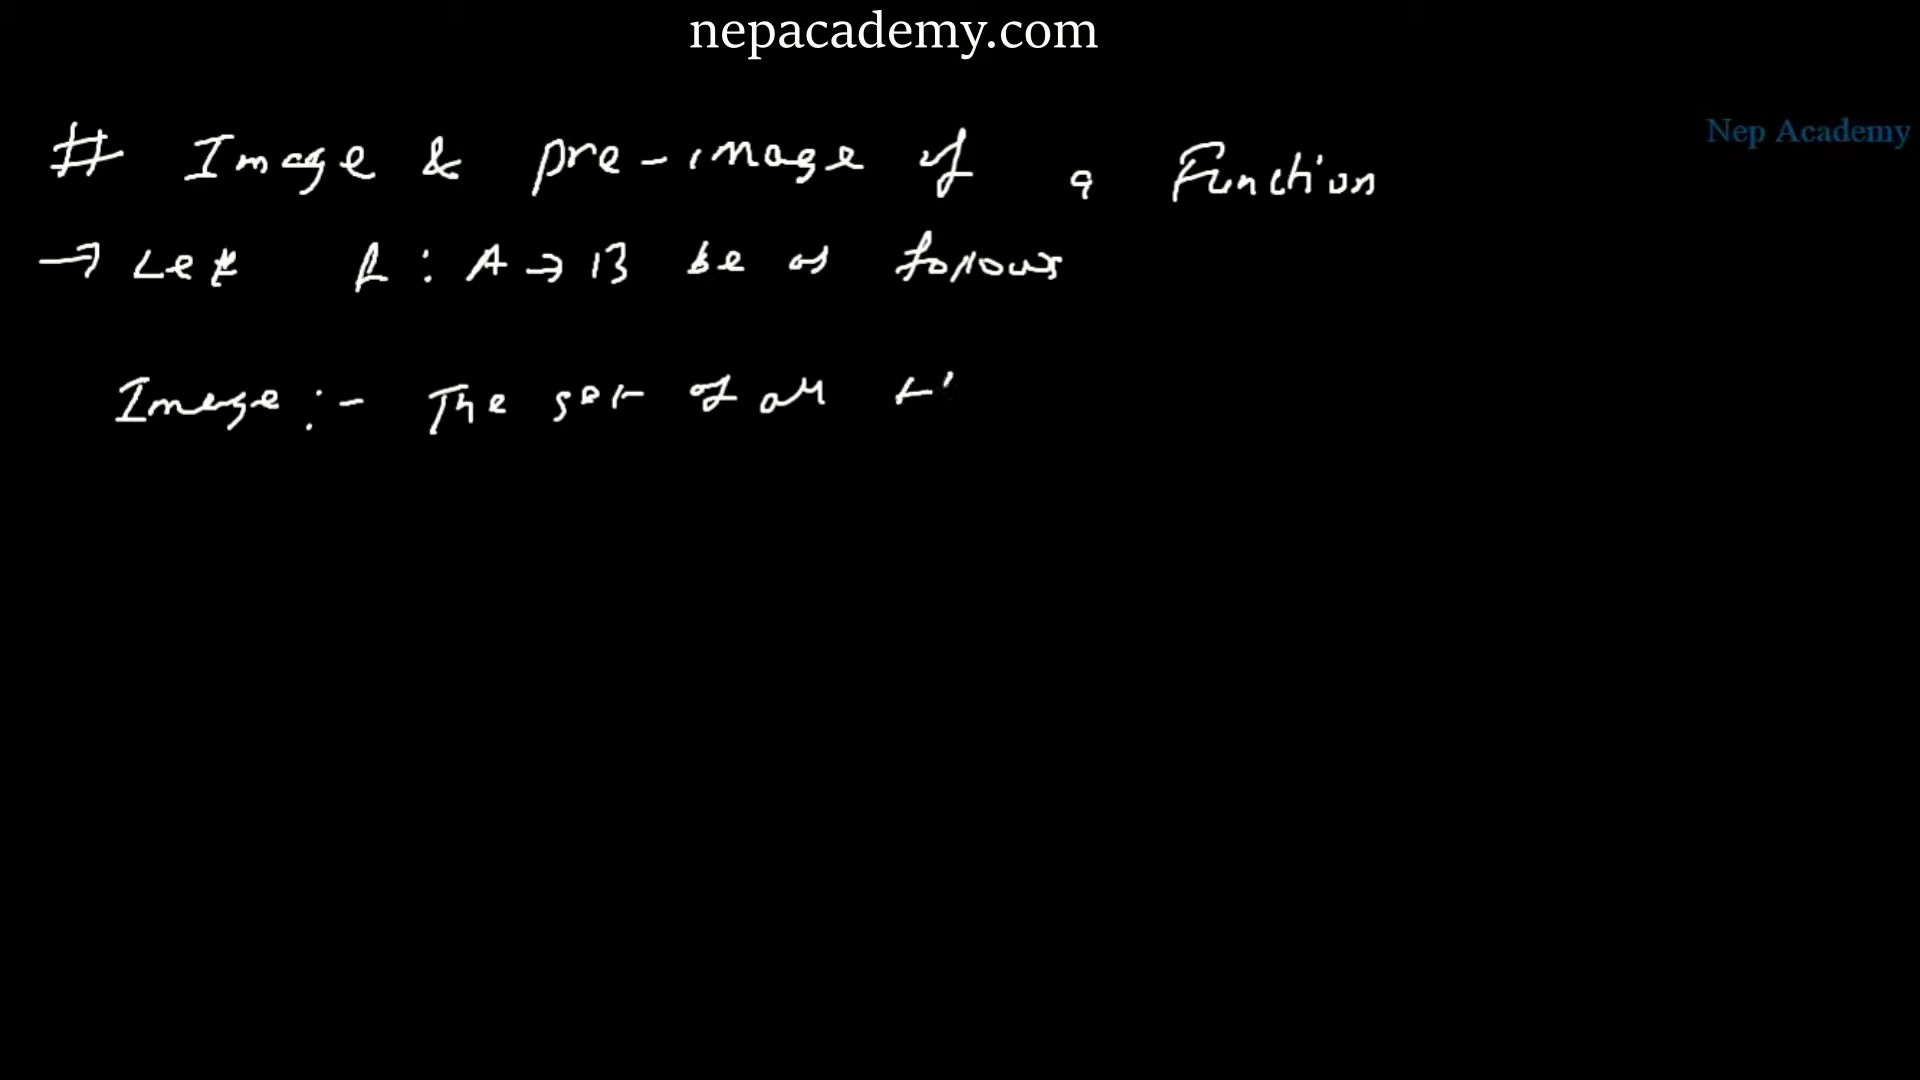 nepacademy.com
Nep Academy
# Image & pre-image of a Function
→ Let f : A → B be as follows
Image :- The set of all